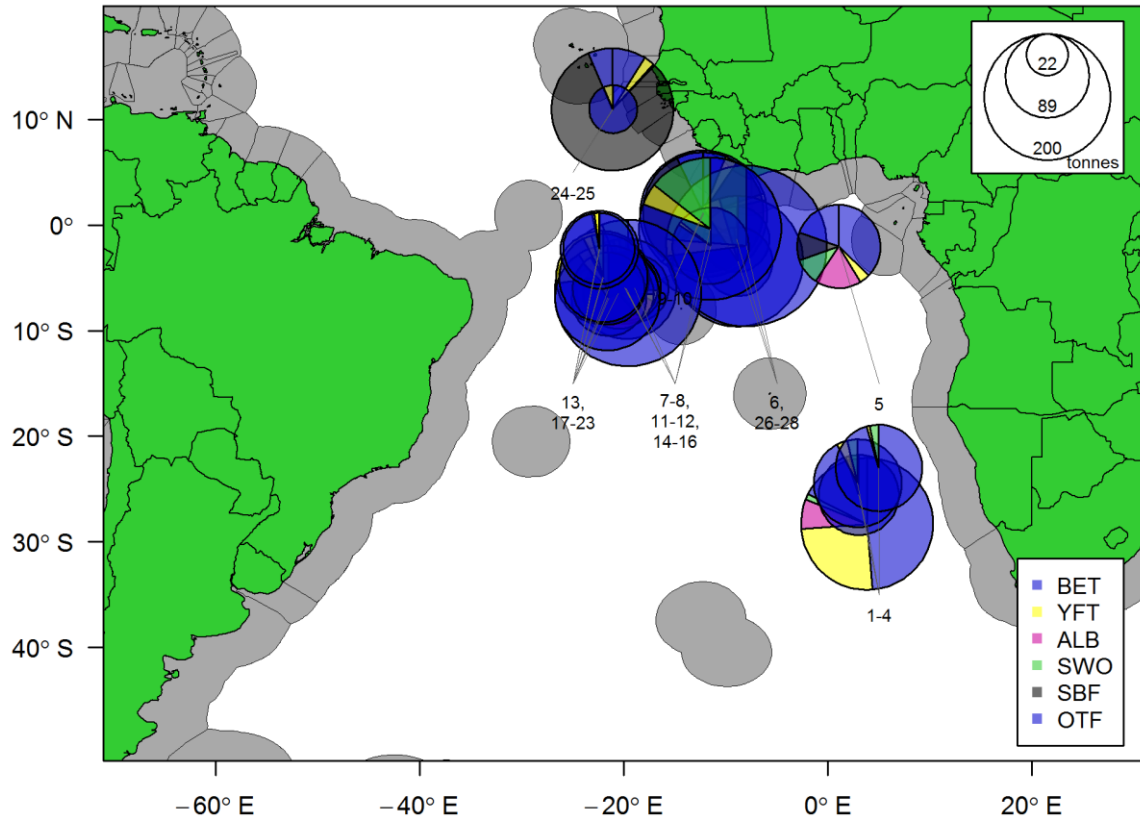 22
89
200
tonnes
10° N
0°
10° S
20° S
30° S
40° S
24-25
9-10
13,
17-23
7-8,
11-12,
14-16
6,
26-28
5
1-4
BET
YFT
ALB
SWO
SBF
OTF
−60° E
−40° E
−20° E
0° E
20° E